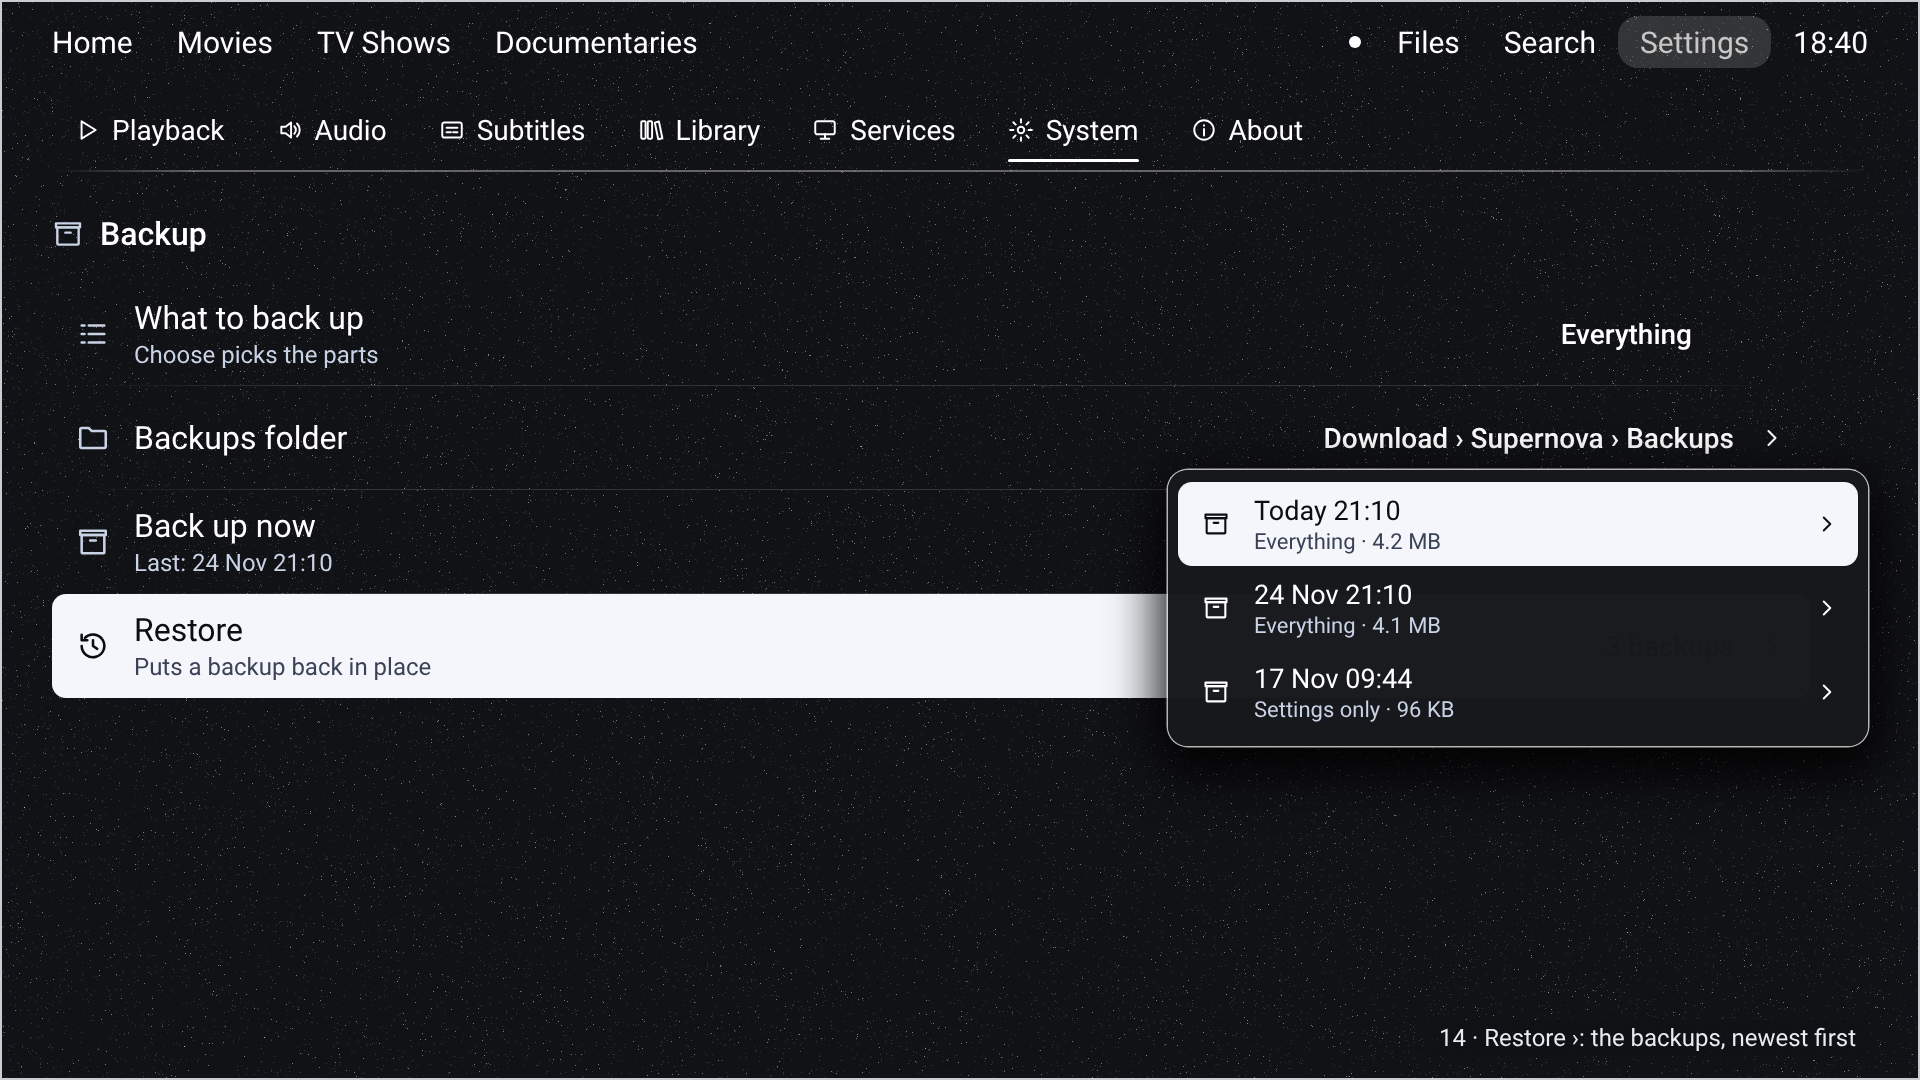 Home Movies TV Shows Documentaries Files Search Settings 18:40
Playback Audio Subtitles Library Services System About
Backup
What to back up
Choose picks the parts
Everything
Backups folder
Download › Supernova › Backups
Back up now
Last: 24 Nov 21:10
Restore
Puts a backup back in place
3 backups
Today 21:10
Everything · 4.2 MB
24 Nov 21:10
Everything · 4.1 MB
17 Nov 09:44
Settings only · 96 KB
14 · Restore ›: the backups, newest first